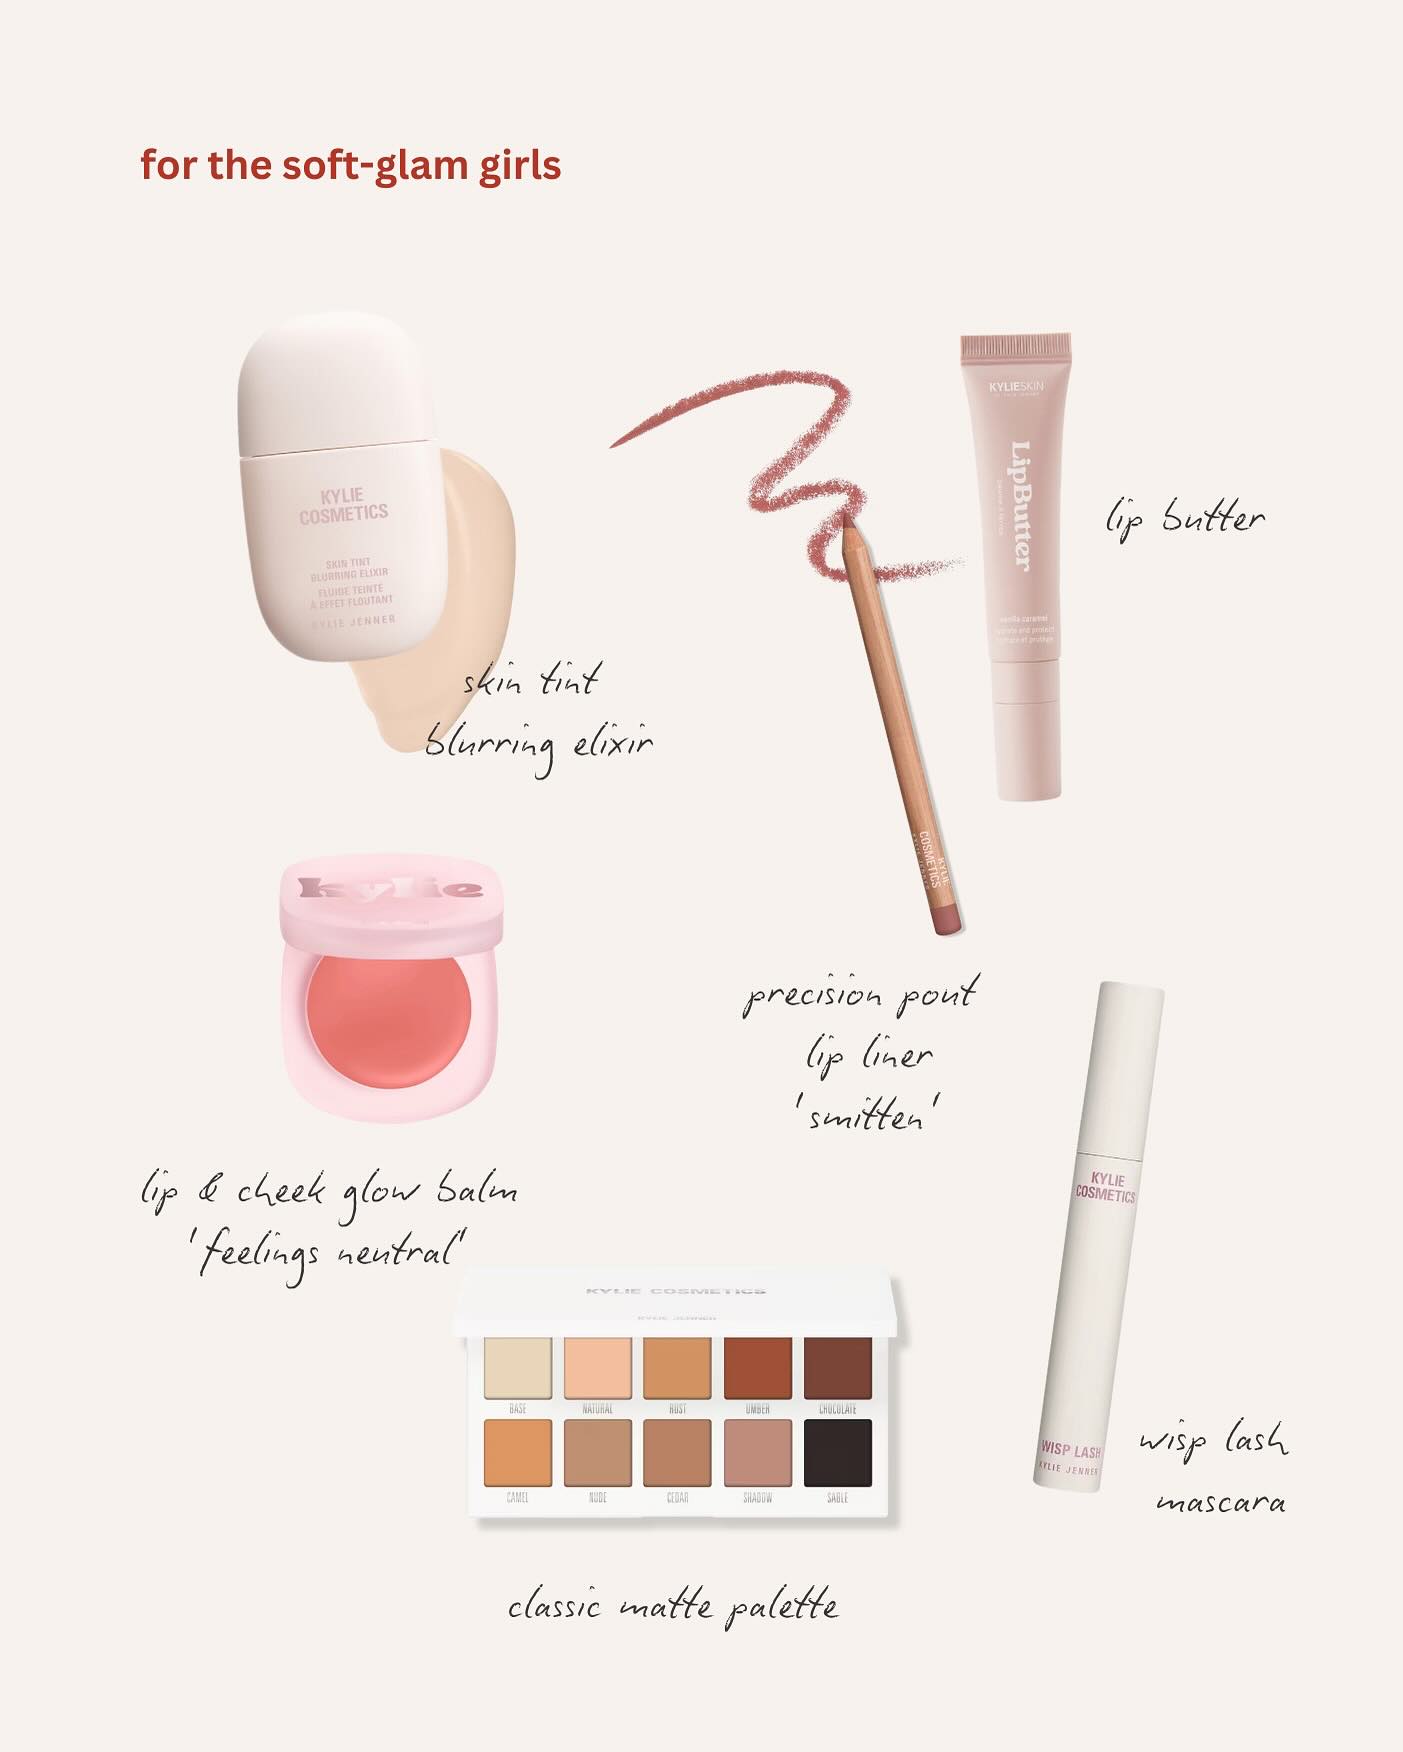 for the soft-glam girls
KYLIE
COSMETICS
SKIN TINT
BLURRING ELIXIR
FLUIDE TEINTÉ
À EFFET FLOUTANT
KYLIE JENNER
skin tint
blurring elixir
KYLIESKIN
LipButter
vanilla caramel
lip butter
KYLIE
COSMETICS
KYLIE JENNER
precision pout
lip liner
'smitten'
kylie
lip & cheek glow balm
'feelings neutral'
KYLIE COSMETICS
KYLIE JENNER
BASE NATURAL RUST UMBER CHOCOLATE
CAMEL NUDE CEDAR SHADOW SABLE
classic matte palette
KYLIE
COSMETICS
WISP LASH
KYLIE JENNER
wisp lash
mascara